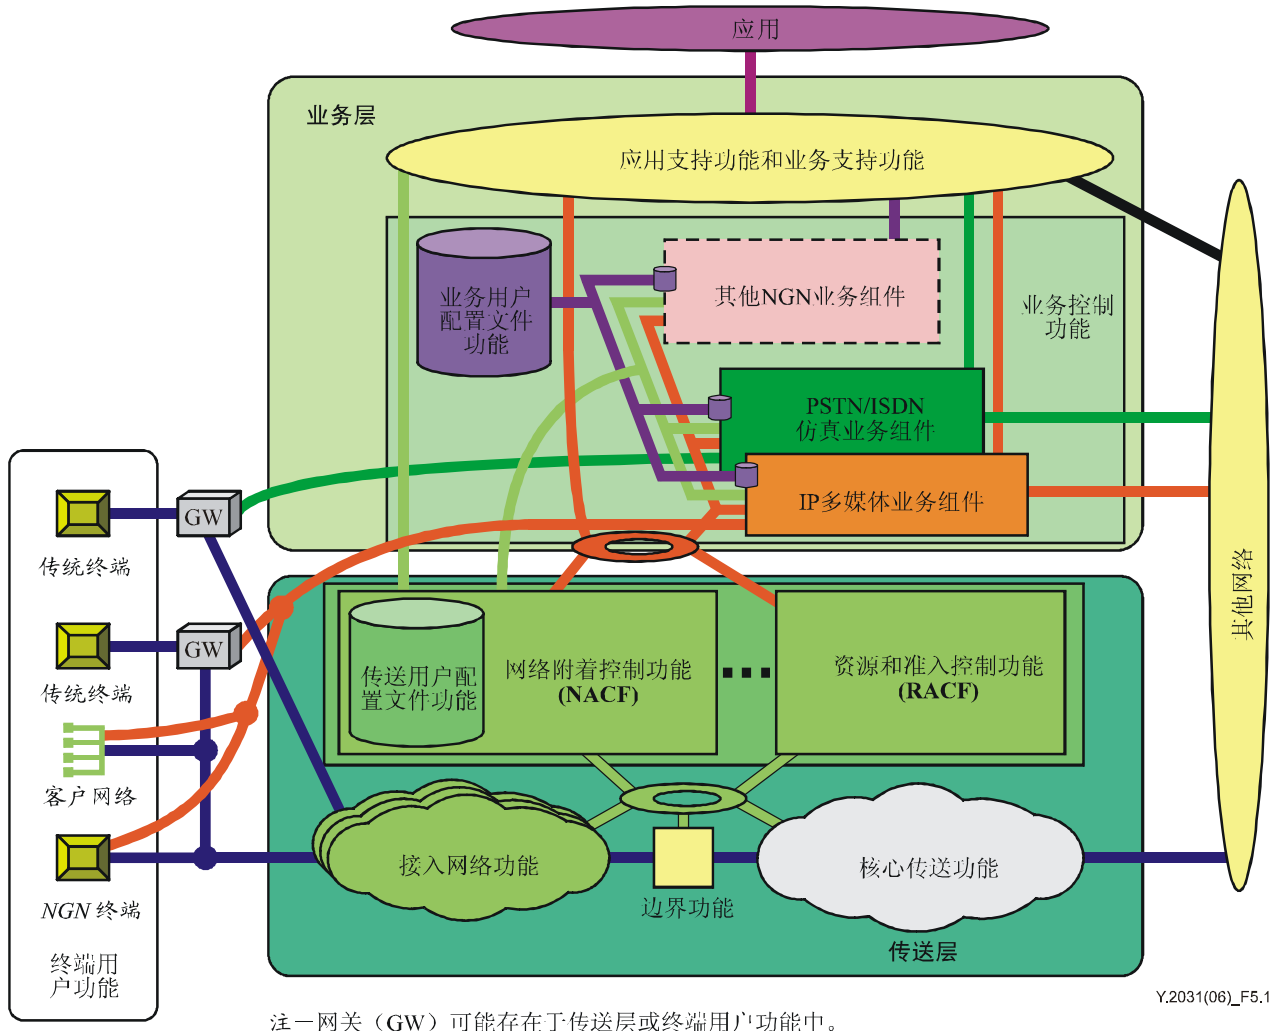 应用
业务层
应用支持功能和业务支持功能
业务用户
配置文件
功能
其他NGN业务组件
业务控制
功能
PSTN/ISDN
仿真业务组件
IP多媒体业务组件
GW
传统终端
GW
传统终端
客户网络
NGN 终端
终端用
户功能
传送用户配
置文件功能
网络附着控制功能
(NACF)
资源和准入控制功能
(RACF)
接入网络功能
边界功能
核心传送功能
传送层
其他网络
Y.2031(06)_F5.1
注－网关（GW）可能存在于传送层或终端用户功能中。